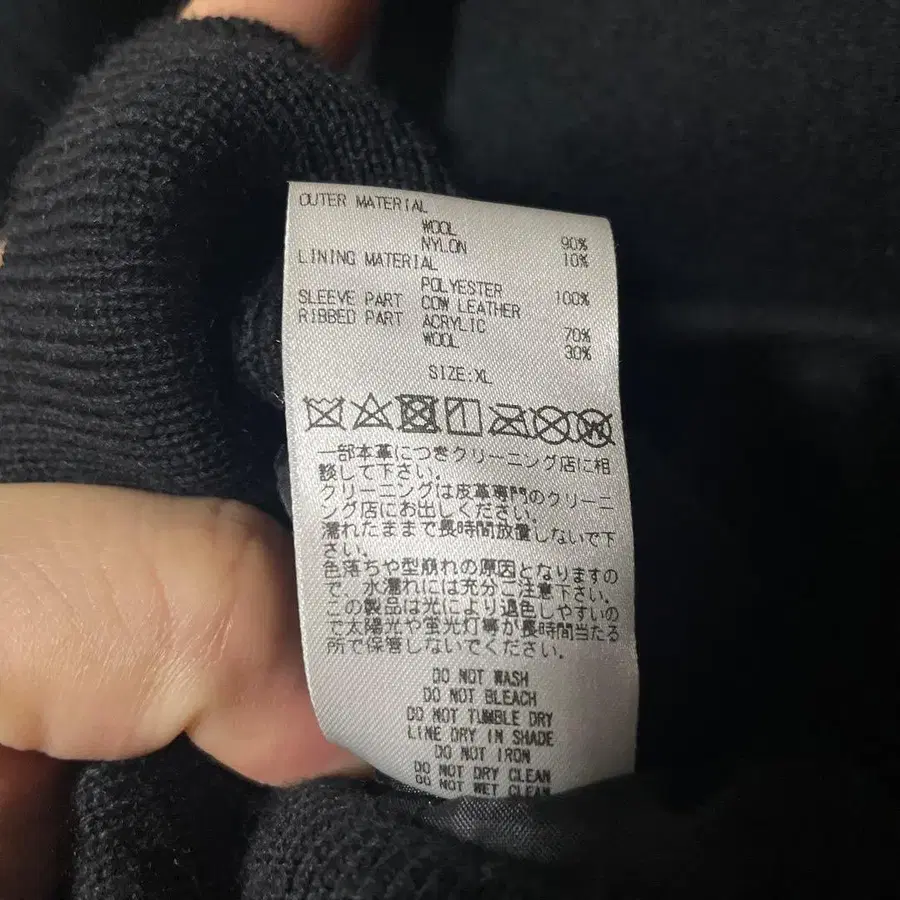 OUTER MATERIAL
WOOL 90%
NYLON 10%
LINING MATERIAL
POLYESTER 100%
SLEEVE PART COW LEATHER
RIBBED PART ACRYLIC 70%
WOOL 30%
SIZE:XL
一部本革につきクリーニング店に相
談して下さい。
クリーニングは皮革専門のクリーニ
ング店にお出しください。
濡れたままで長時間放置しないで下
さい。
色落ちや型崩れの原因となりますの
で、水濡れには充分ご注意下さい。
この製品は光により退色しやすいの
で太陽光や蛍光灯等が長時間当たる
所で保管しないでください。
DO NOT WASH
DO NOT BLEACH
DO NOT TUMBLE DRY
LINE DRY IN SHADE
DO NOT IRON
DO NOT DRY CLEAN
DO NOT WET CLEAN